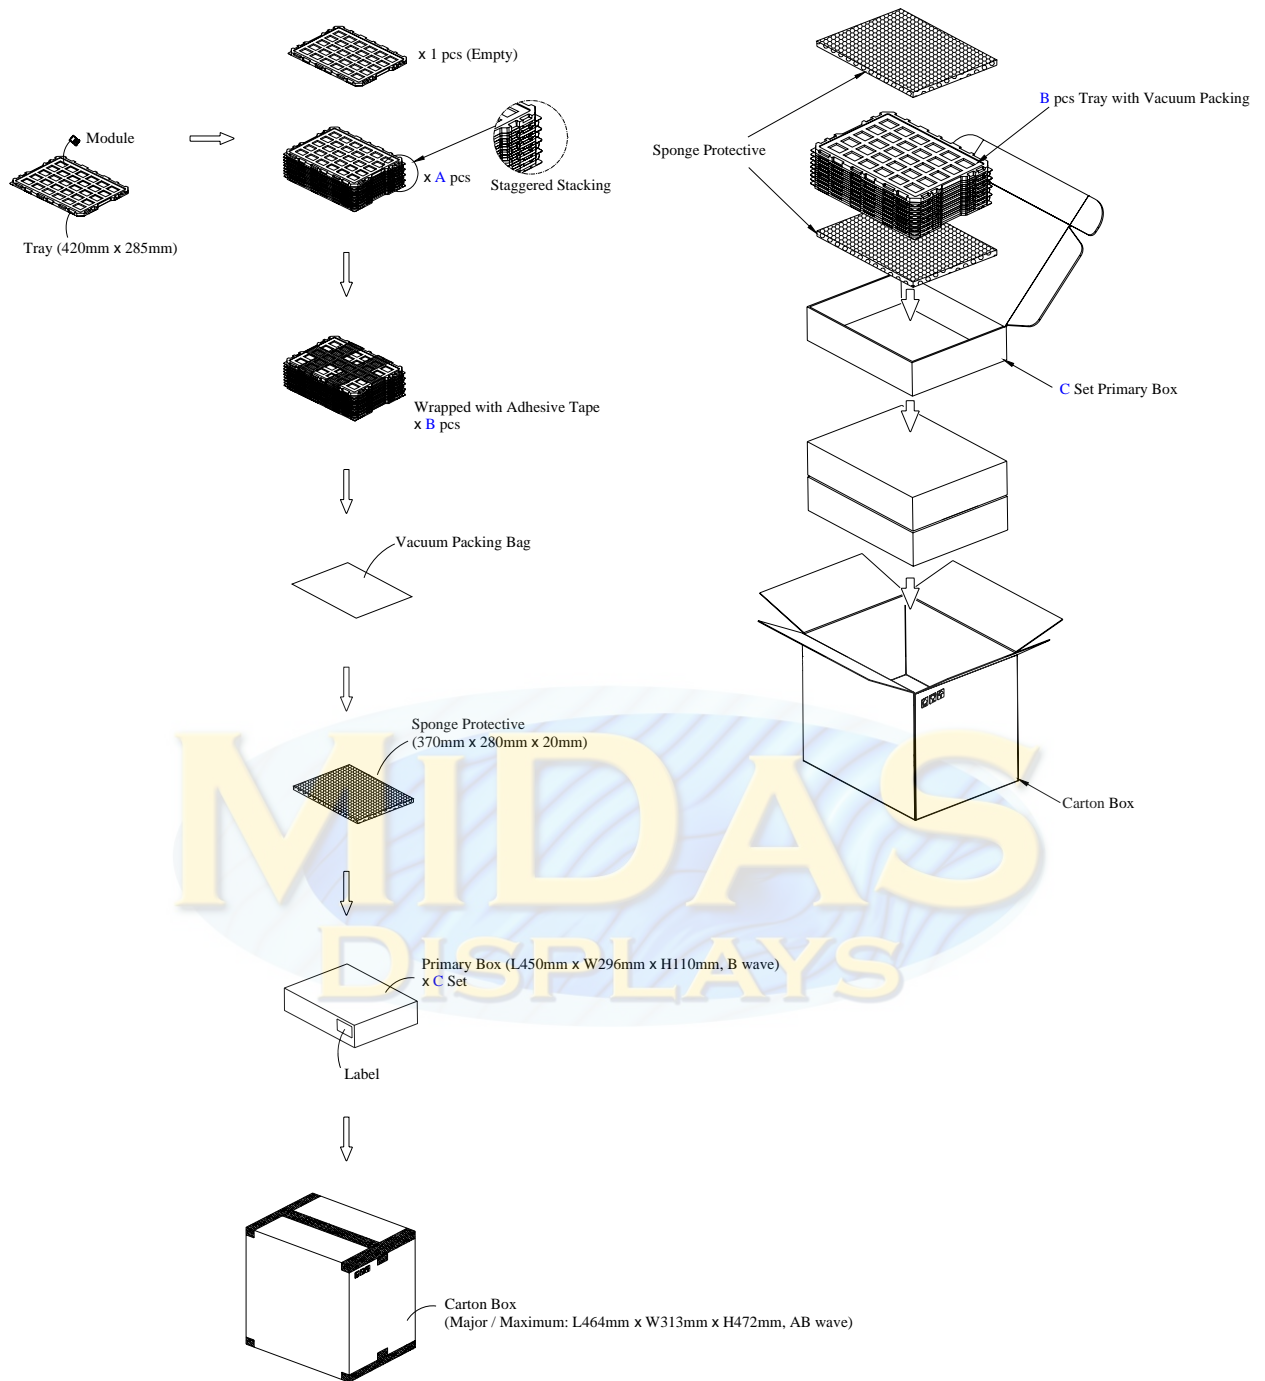 x 1 pcs (Empty)
Module
x A pcs
Staggered Stacking
Tray (420mm x 285mm)
Wrapped with Adhesive Tape
x B pcs
Vacuum Packing Bag
Sponge Protective
(370mm x 280mm x 20mm)
Primary Box (L450mm x W296mm x H110mm, B wave)
x C Set
Label
Carton Box
(Major / Maximum: L464mm x W313mm x H472mm, AB wave)
B pcs Tray with Vacuum Packing
Sponge Protective
C Set Primary Box
Carton Box
MIDAS
DISPLAYS